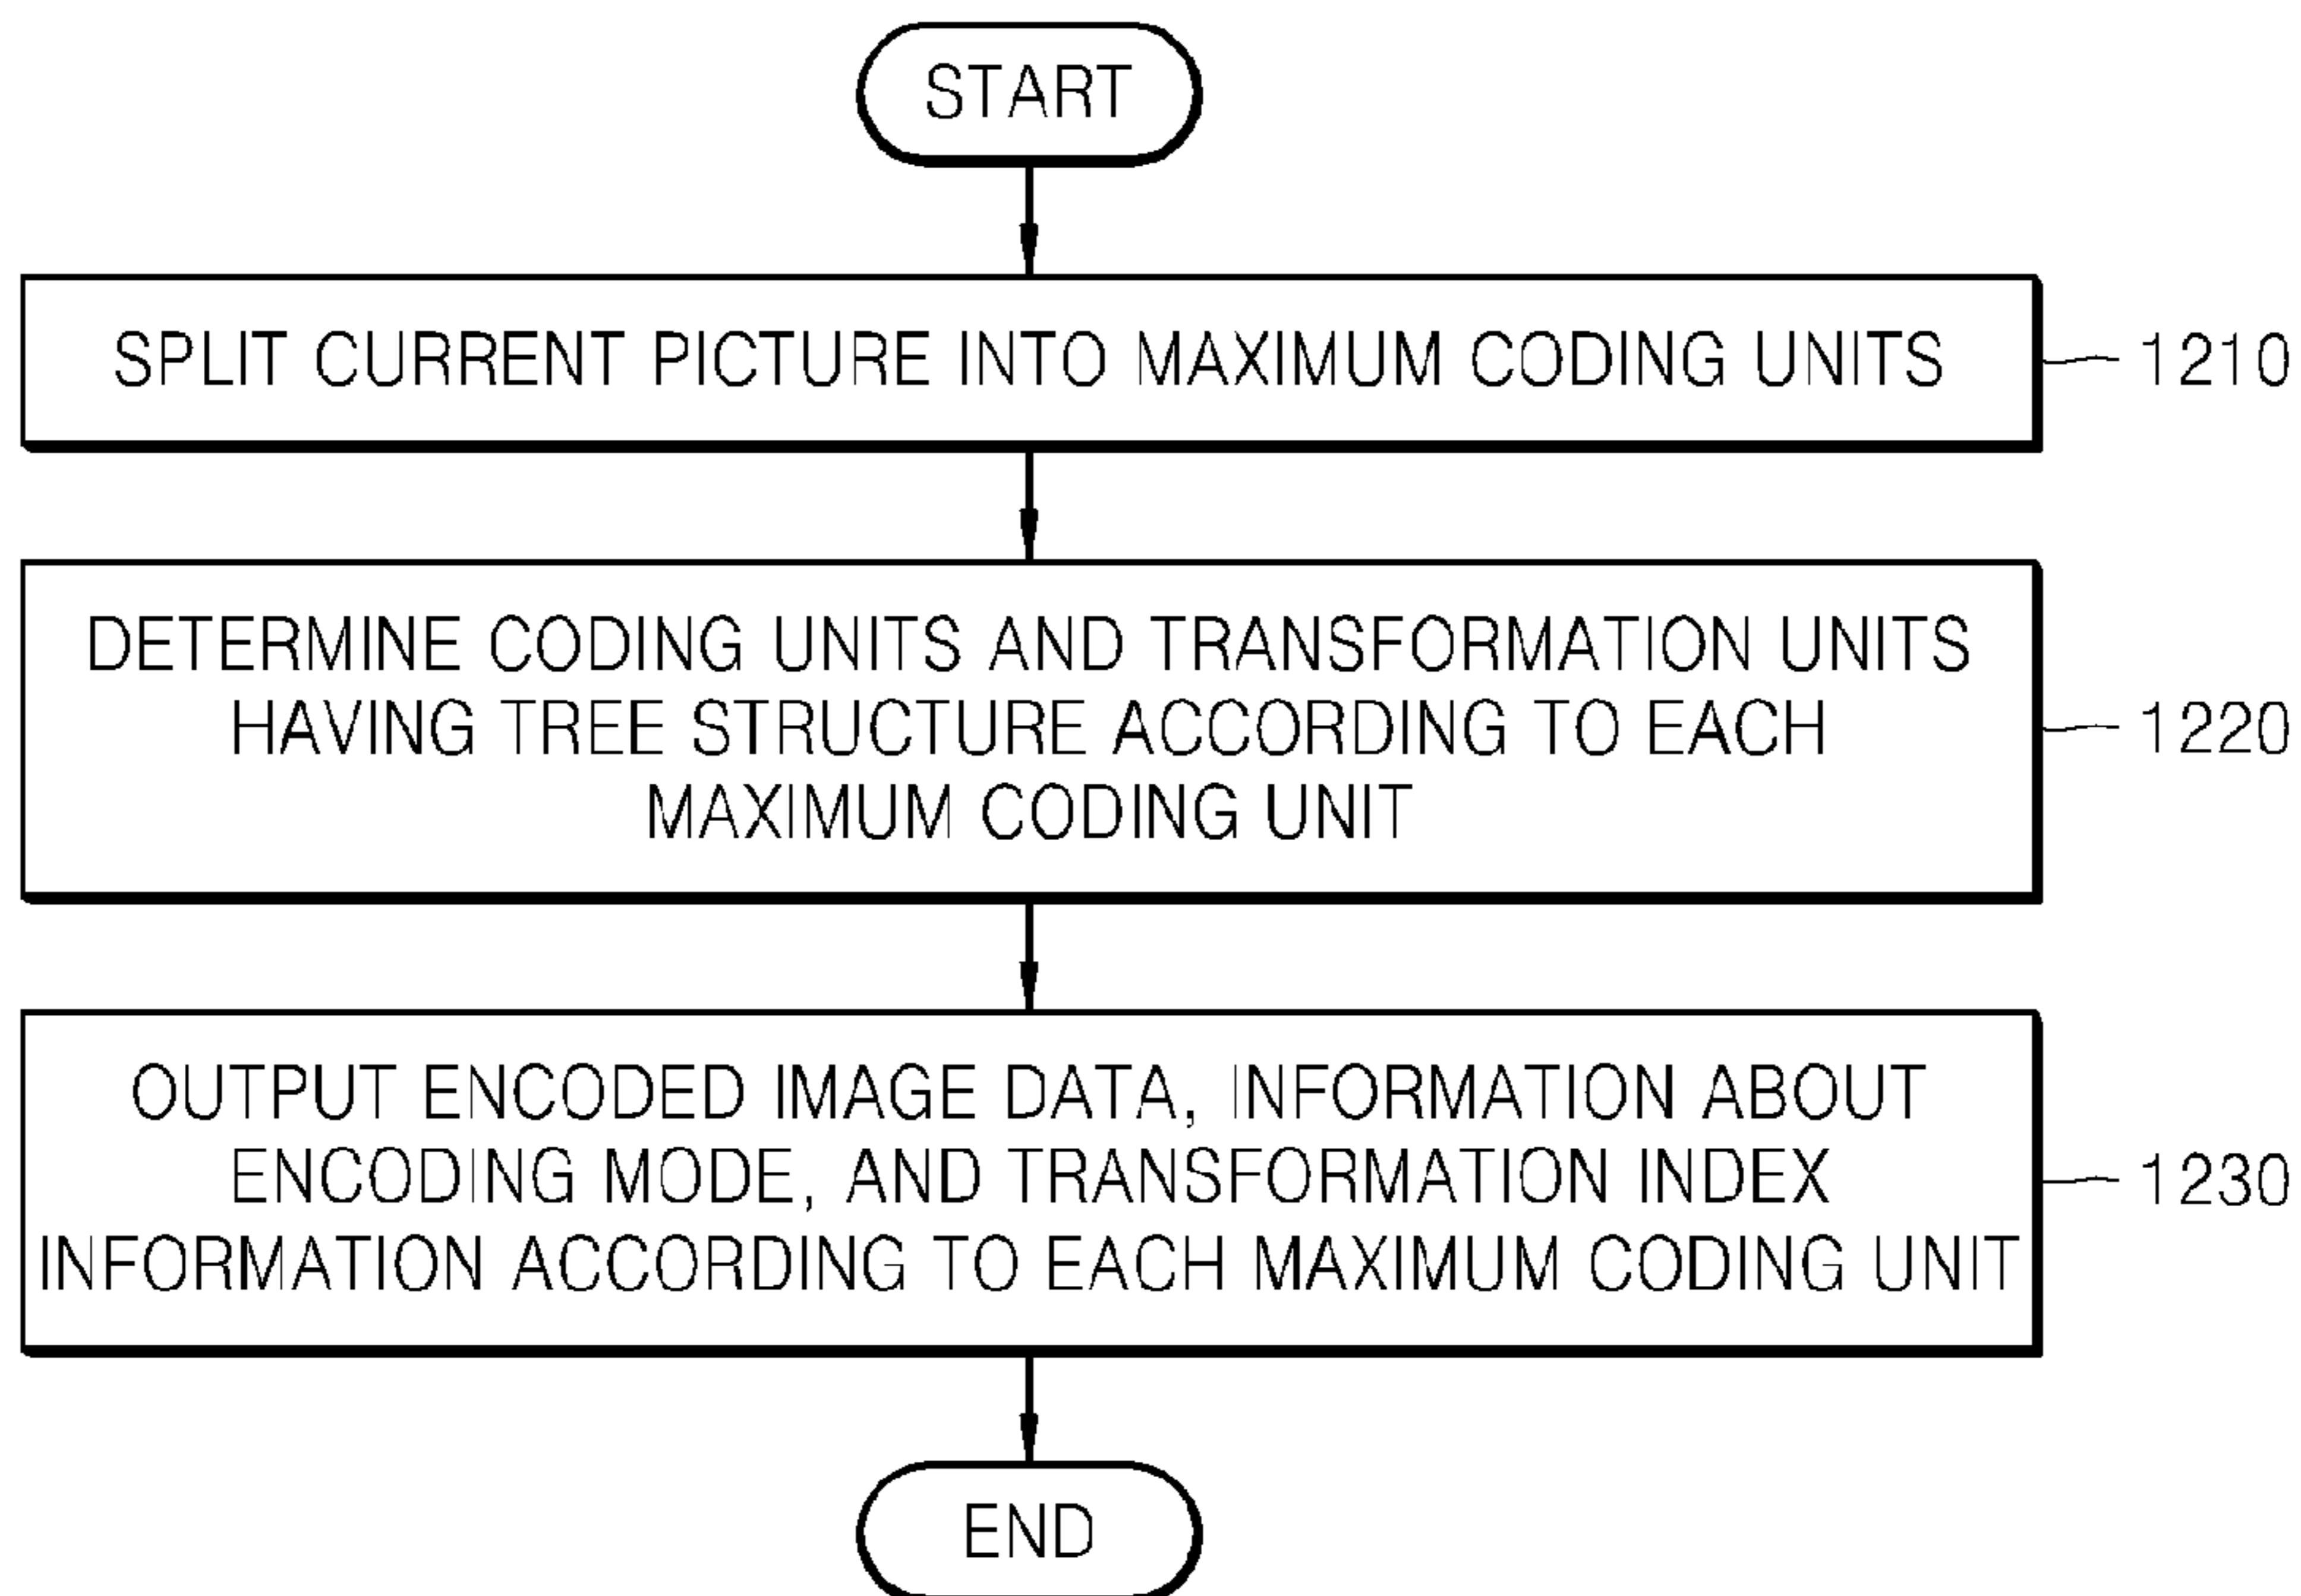 START
SPLIT CURRENT PICTURE INTO MAXIMUM CODING UNITS
1210
DETERMINE CODING UNITS AND TRANSFORMATION UNITS
HAVING TREE STRUCTURE ACCORDING TO EACH
MAXIMUM CODING UNIT
1220
OUTPUT ENCODED IMAGE DATA, INFORMATION ABOUT
ENCODING MODE, AND TRANSFORMATION INDEX
INFORMATION ACCORDING TO EACH MAXIMUM CODING UNIT
1230
END